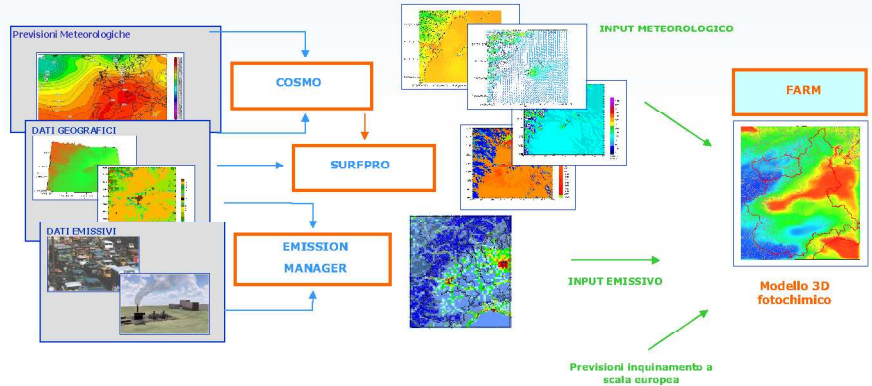 Previsioni Meteorologiche
DATI GEOGRAFICI
DATI EMISSIVI
COSMO
SURFPRO
EMISSION
MANAGER
INPUT METEOROLOGICO
INPUT EMISSIVO
Previsioni inquinamento a
scala europea
FARM
Modello 3D
fotochimico